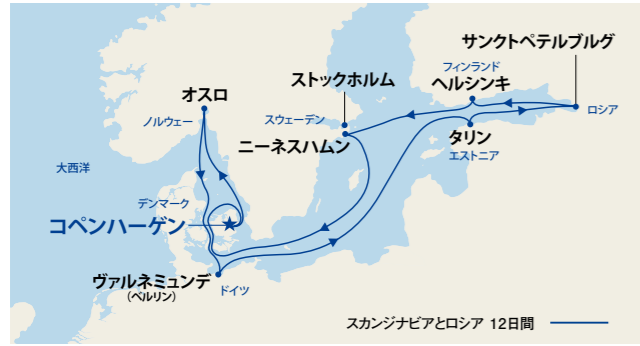 サンクトペテルブルグ
フィンランド
ヘルシンキ
ストックホルム
オスロ
ロシア
ノルウェー
スウェーデン
タリン
ニーネスハムン
エストニア
大西洋
デンマーク
コペンハーゲン
ヴァルネミュンデ
(ベルリン)
ドイツ
スカンジナビアとロシア 12日間